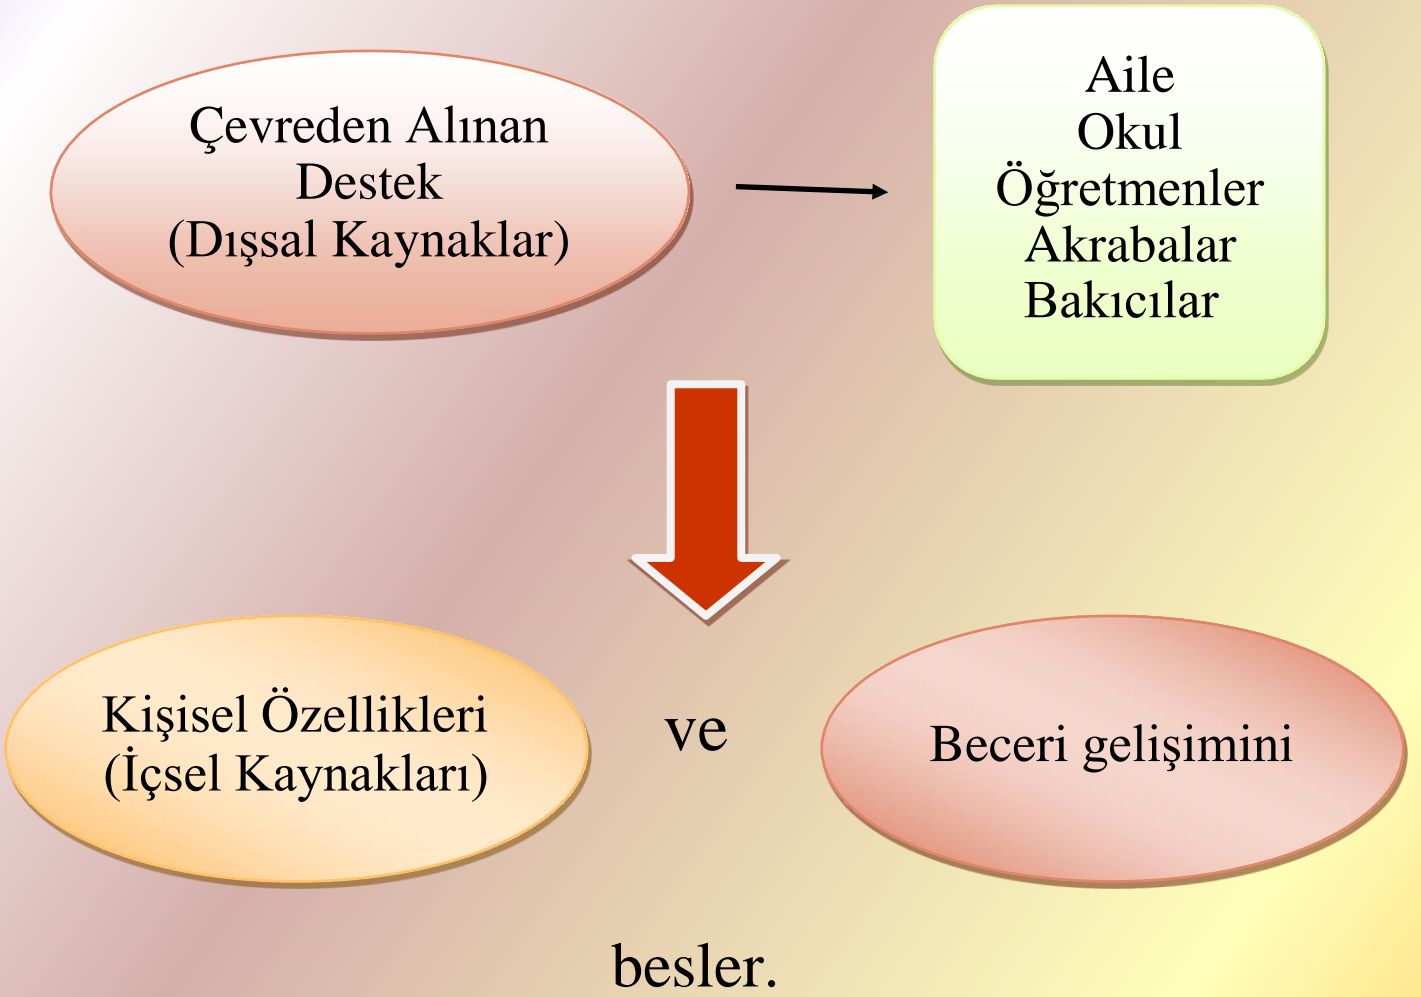 Çevreden Alınan
Destek
(Dışsal Kaynaklar)
Aile
Okul
Öğretmenler
Akrabalar
Bakıcılar
Kişisel Özellikleri
(İçsel Kaynakları)
ve
Beceri gelişimini
besler.